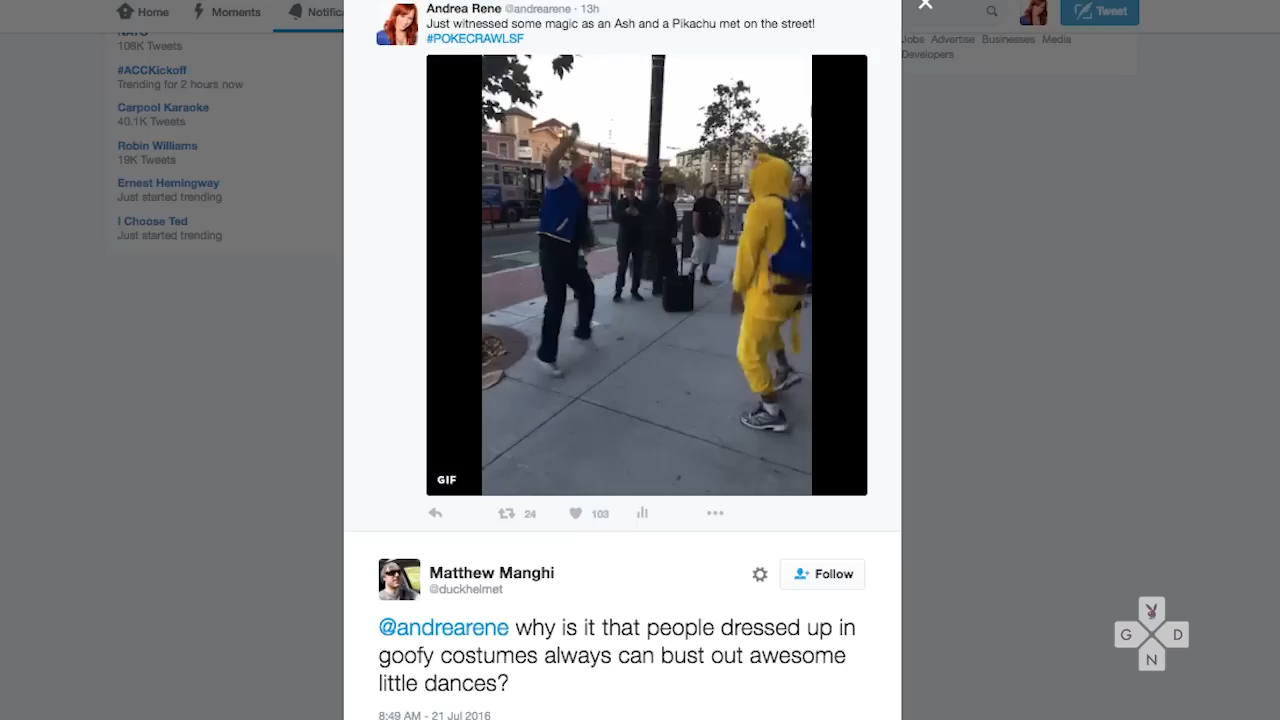 Home
Moments
Notific
Tweet
NATO
108K Tweets
#ACCKickoff
Trending for 2 hours now
Carpool Karaoke
40.1K Tweets
Robin Williams
19K Tweets
Ernest Hemingway
Just started trending
I Choose Ted
Just started trending
Andrea Rene @andrearene · 13h
Just witnessed some magic as an Ash and a Pikachu met on the street!
#POKECRAWLSF
GIF
24
103
Jobs Advertise Businesses Media
Developers
Matthew Manghi
@duckhelmet
Follow
@andrearene why is it that people dressed up in
goofy costumes always can bust out awesome
little dances?
8:49 AM - 21 Jul 2016
G D
N